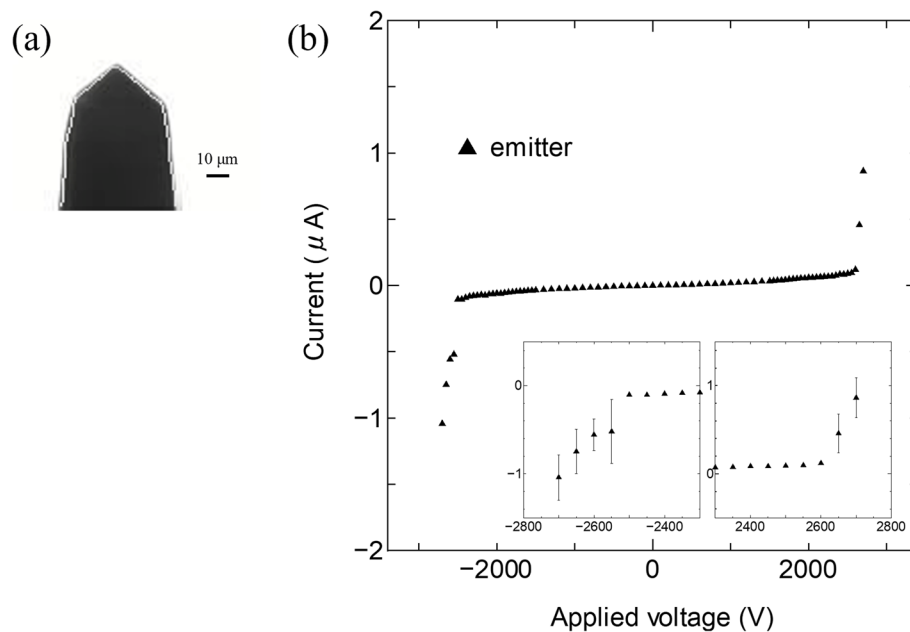 (a)
10 μm
(b)
2
1
0
−1
−2
Current ( μ A)
▲ emitter
0
−1
−2800 −2600 −2400
1
0
2400 2600 2800
−2000 0 2000
Applied voltage (V)